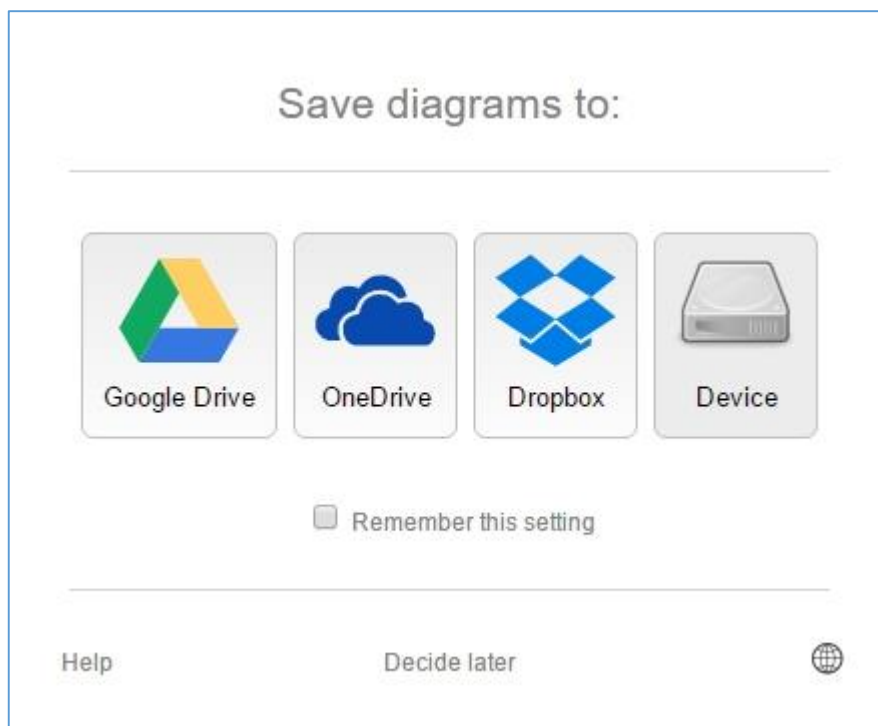 Save diagrams to:
Google Drive OneDrive Dropbox Device
Remember this setting
Help Decide later